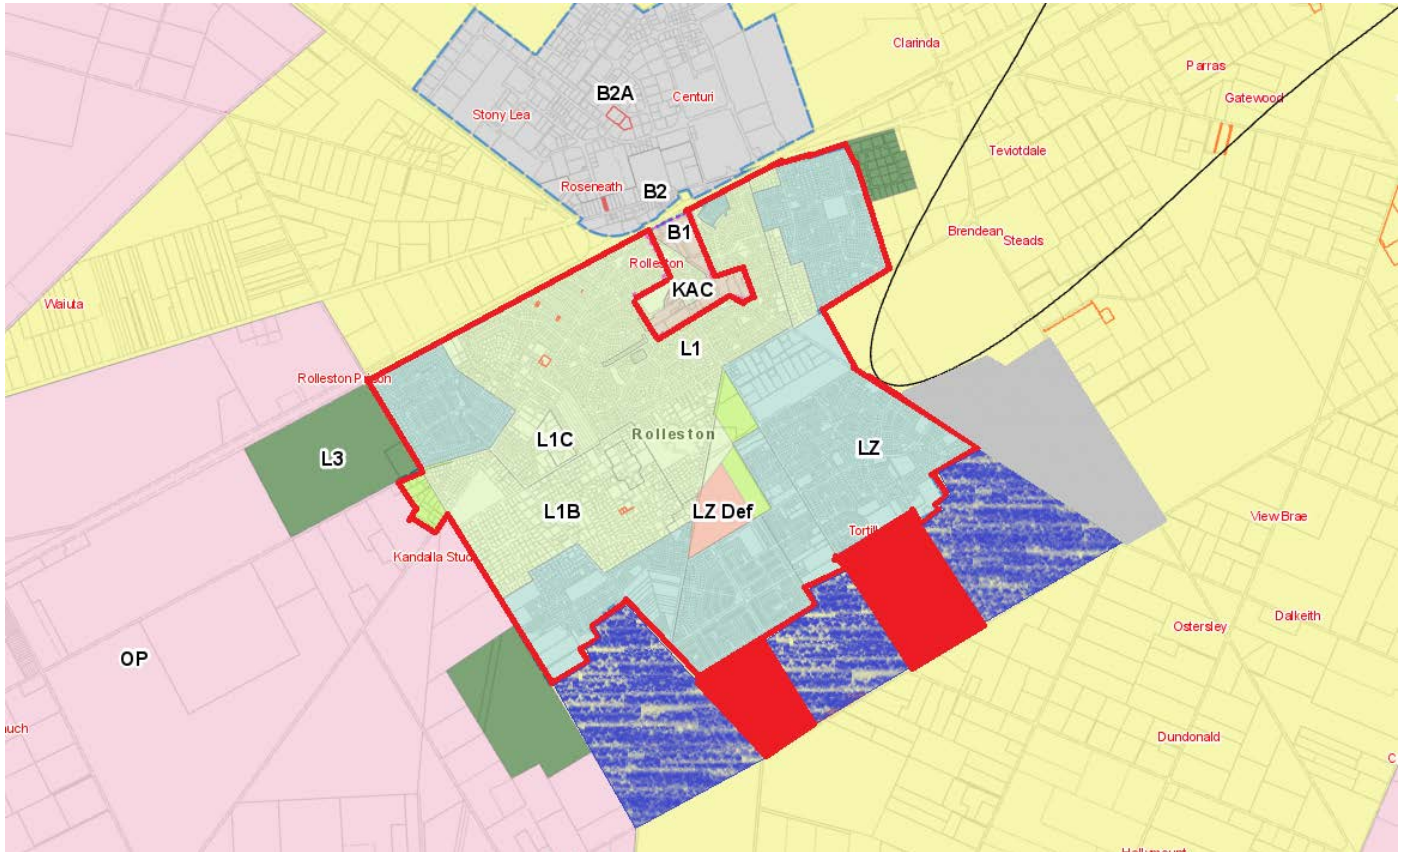 Clarinda
Parras
B2A
Centuri
Gatewood
Stony Lea
Teviotdale
Roseneath
B2
B1
Brendean
Steads
Rolleston
KAC
Waiuta
L1
Rolleston
L1C
Rolleston
LZ
L3
L1B
LZ Def
View Brae
Kandalla Stud
Dalkeith
Ostersley
OP
Dundonald